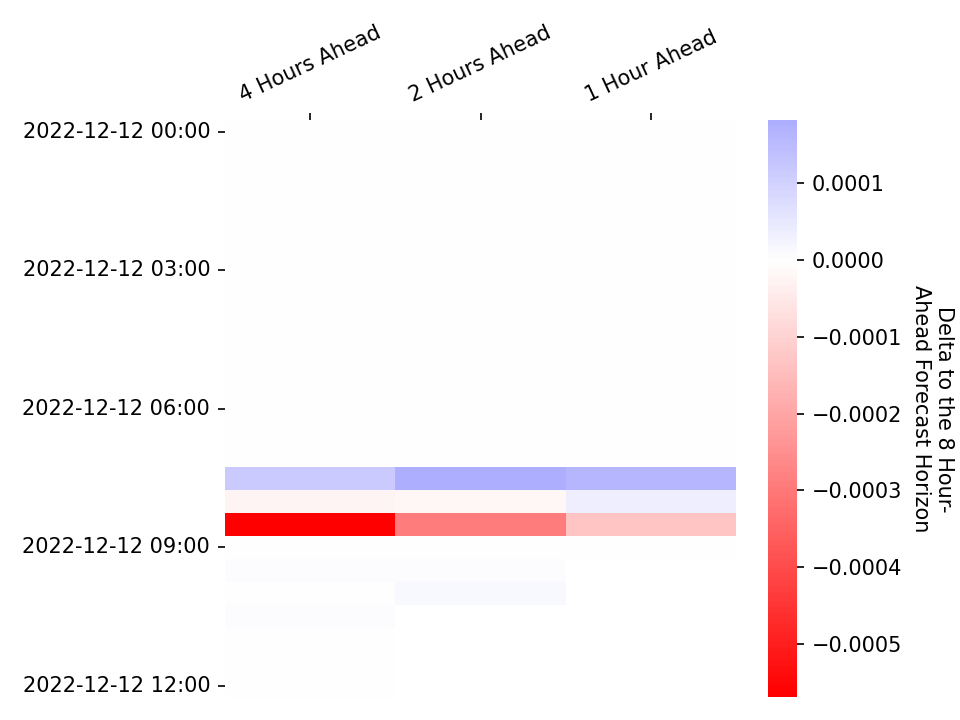 4 Hours Ahead
2 Hours Ahead
1 Hour Ahead
2022-12-12 00:00
2022-12-12 03:00
2022-12-12 06:00
2022-12-12 09:00
2022-12-12 12:00
0.0001
0.0000
−0.0001
−0.0002
−0.0003
−0.0004
−0.0005
Delta to the 8 Hour-
Ahead Forecast Horizon